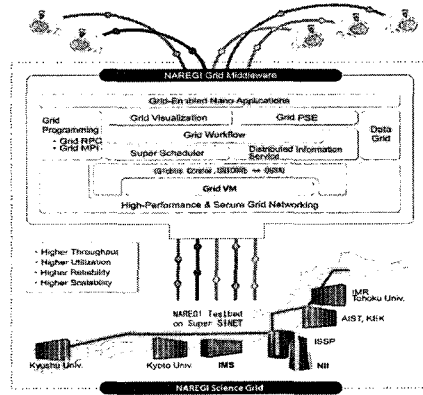 NAREGI Grid Middleware
Grid-Enabled Nano Applications
Grid Visualization
Grid PSE
Grid
Programming
・Grid RPC
・Grid MPI
Grid Workflow
Data
Grid
Super Scheduler
Distributed Information
Service
Grid VM
High-Performance & Secure Grid Networking
・Higher Throughput
・Higher Utilization
・Higher Reliability
・Higher Scalability
NAREGI Testbed
on Super SINET
IMR
Tohoku Univ.
AIST, KEK
ISSP
NII
Kyushu Univ.
Kyoto Univ.
IMS
NAREGI Science Grid